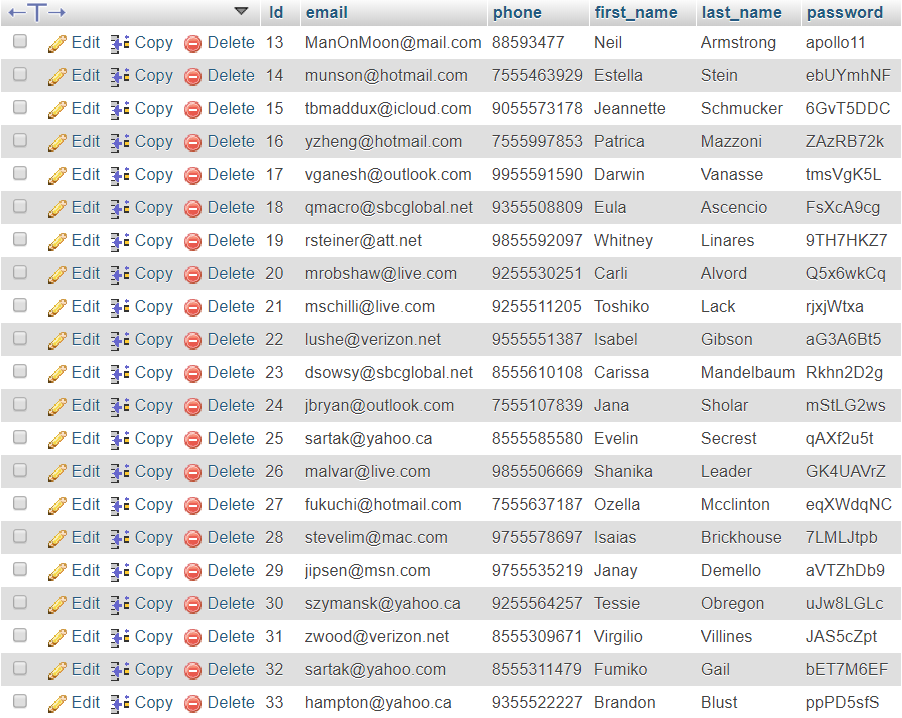 Id email phone first_name last_name password
Edit Copy Delete 13 ManOnMoon@mail.com 88593477 Neil Armstrong apollo11
Edit Copy Delete 14 munson@hotmail.com 7555463929 Estella Stein ebUYmhNF
Edit Copy Delete 15 tbmaddux@icloud.com 9055573178 Jeannette Schmucker 6GvT5DDC
Edit Copy Delete 16 yzheng@hotmail.com 7555997853 Patrica Mazzoni ZAzRB72k
Edit Copy Delete 17 vganesh@outlook.com 9955591590 Darwin Vanasse tmsVgK5L
Edit Copy Delete 18 qmacro@sbcglobal.net 9355508809 Eula Ascencio FsXcA9cg
Edit Copy Delete 19 rsteiner@att.net 9855592097 Whitney Linares 9TH7HKZ7
Edit Copy Delete 20 mrobshaw@live.com 9255530251 Carli Alvord Q5x6wkCq
Edit Copy Delete 21 mschilli@live.com 9255511205 Toshiko Lack rjxjWtxa
Edit Copy Delete 22 lushe@verizon.net 9555551387 Isabel Gibson aG3A6Bt5
Edit Copy Delete 23 dsowsy@sbcglobal.net 8555610108 Carissa Mandelbaum Rkhn2D2g
Edit Copy Delete 24 jbryan@outlook.com 7555107839 Jana Sholar mStLG2ws
Edit Copy Delete 25 sartak@yahoo.ca 8555585580 Evelin Secrest qAXf2u5t
Edit Copy Delete 26 malvar@live.com 9855506669 Shanika Leader GK4UAVrZ
Edit Copy Delete 27 fukuchi@hotmail.com 7555637187 Ozella Mcclinton eqXWdqNC
Edit Copy Delete 28 stevelim@mac.com 9755578697 Isaias Brickhouse 7LMLJtpb
Edit Copy Delete 29 jipsen@msn.com 9755535219 Janay Demello aVTZhDb9
Edit Copy Delete 30 szymansk@yahoo.ca 9255564257 Tessie Obregon uJw8LGLc
Edit Copy Delete 31 zwood@verizon.net 8555309671 Virgilio Villines JAS5cZpt
Edit Copy Delete 32 sartak@yahoo.com 8555311479 Fumiko Gail bET7M6EF
Edit Copy Delete 33 hampton@yahoo.ca 9355522227 Brandon Blust ppPD5sfS